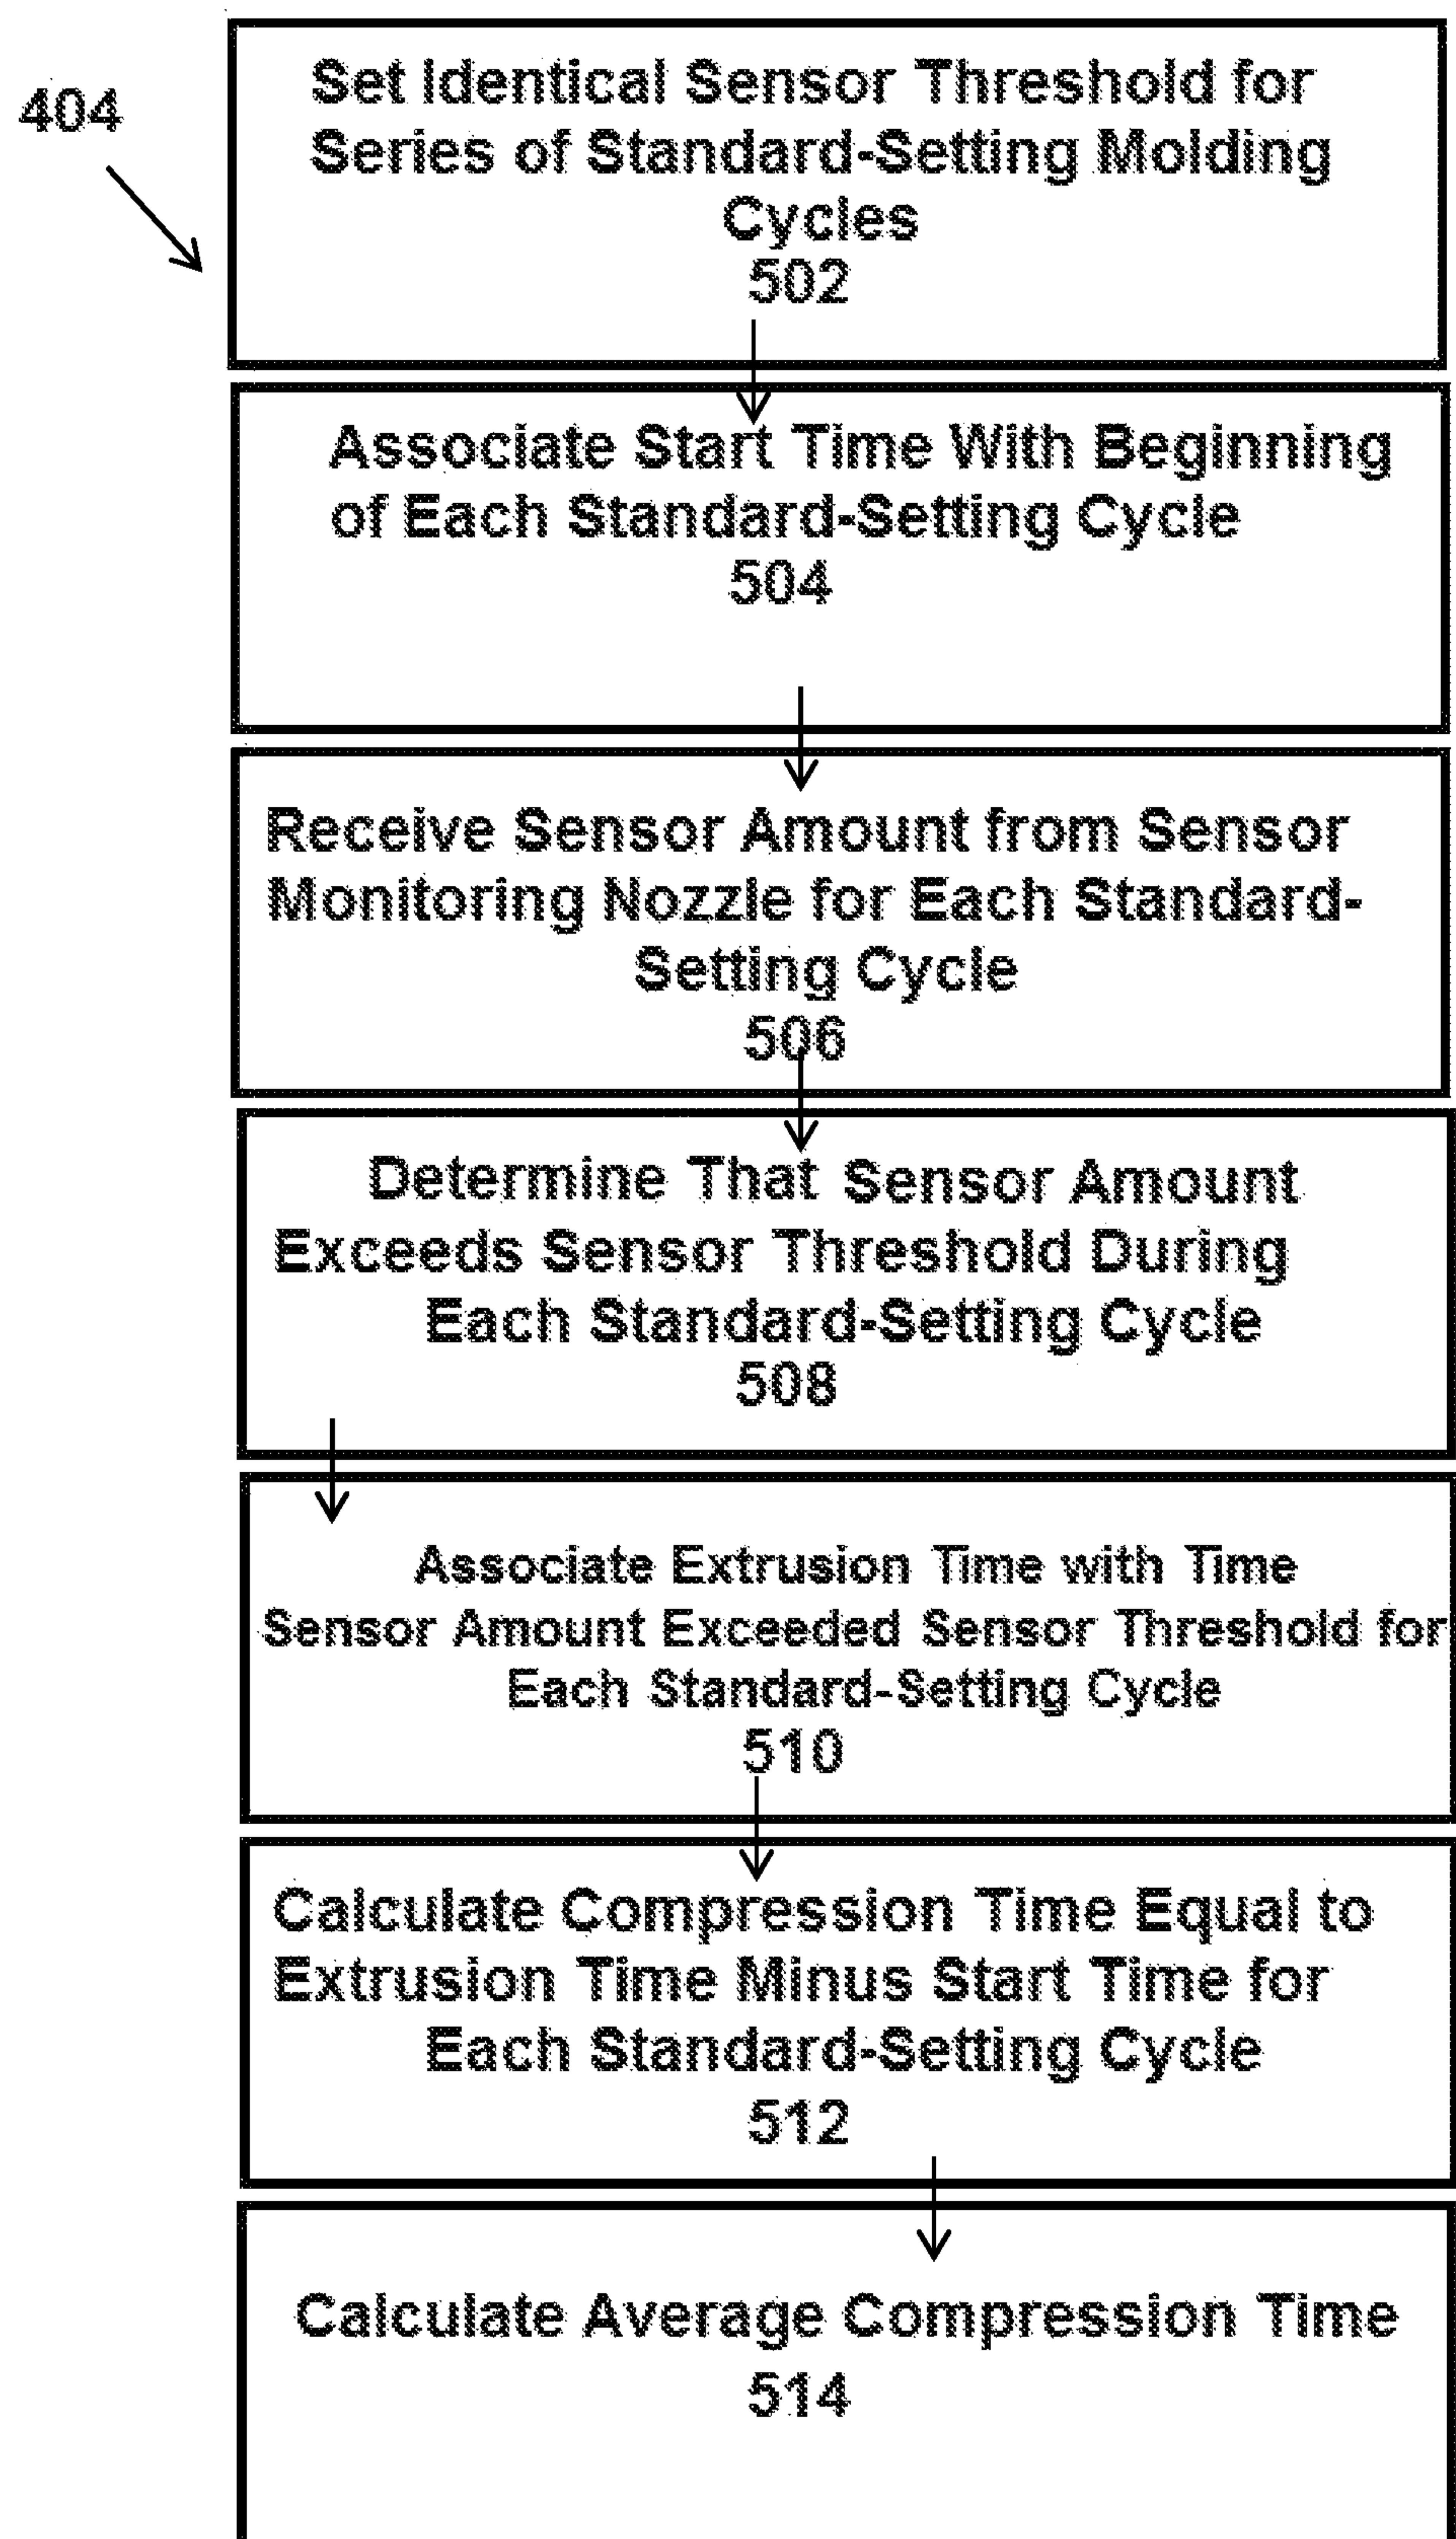 404
Set Identical Sensor Threshold for
Series of Standard-Setting Molding
Cycles
502
Associate Start Time With Beginning
of Each Standard-Setting Cycle
504
Receive Sensor Amount from Sensor
Monitoring Nozzle for Each Standard-
Setting Cycle
506
Determine That Sensor Amount
Exceeds Sensor Threshold During
Each Standard-Setting Cycle
508
Associate Extrusion Time with Time
Sensor Amount Exceeded Sensor Threshold for
Each Standard-Setting Cycle
510
Calculate Compression Time Equal to
Extrusion Time Minus Start Time for
Each Standard-Setting Cycle
512
Calculate Average Compression Time
514